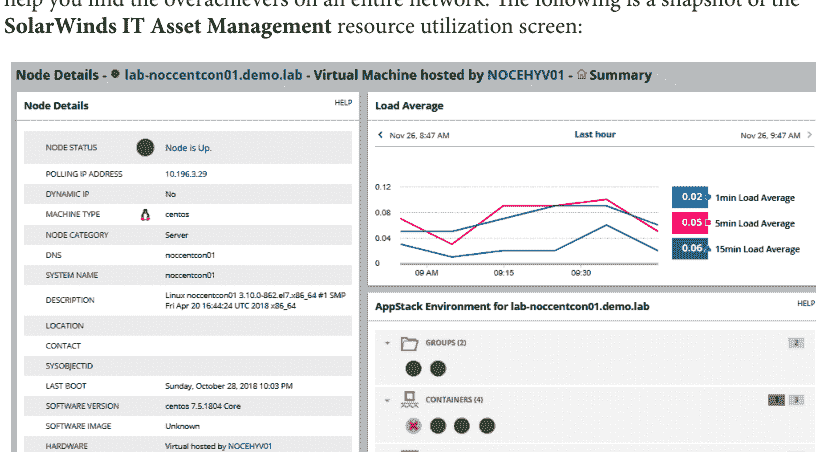 help you find the overachievers on an entire network. The following is a snapshot of the
SolarWinds IT Asset Management resource utilization screen:
Node Details - lab-noccentcon01.demo.lab - Virtual Machine hosted by NOCEHYV01 - Summary
Node Details
HELP
NODE STATUS Node is Up.
POLLING IP ADDRESS 10.196.3.29
DYNAMIC IP No
MACHINE TYPE centos
NODE CATEGORY Server
DNS noccentcon01
SYSTEM NAME noccentcon01
DESCRIPTION Linux noccentcon01 3.10.0-862.el7.x86_64 #1 SMP
Fri Apr 20 16:44:24 UTC 2018 x86_64
LOCATION
CONTACT
SYSOBJECTID
LAST BOOT Sunday, October 28, 2018 10:03 PM
SOFTWARE VERSION centos 7.5.1804 Core
SOFTWARE IMAGE Unknown
HARDWARE Virtual hosted by NOCEHYV01
Load Average
< Nov 26, 8:47 AM Last hour Nov 26, 9:47 AM >
0.12
0.08
0.04
0
09 AM 09:15 09:30
0.02 1min Load Average
0.05 5min Load Average
0.06 15min Load Average
AppStack Environment for lab-noccentcon01.demo.lab
HELP
GROUPS (2) 2
CONTAINERS (4) 1 3